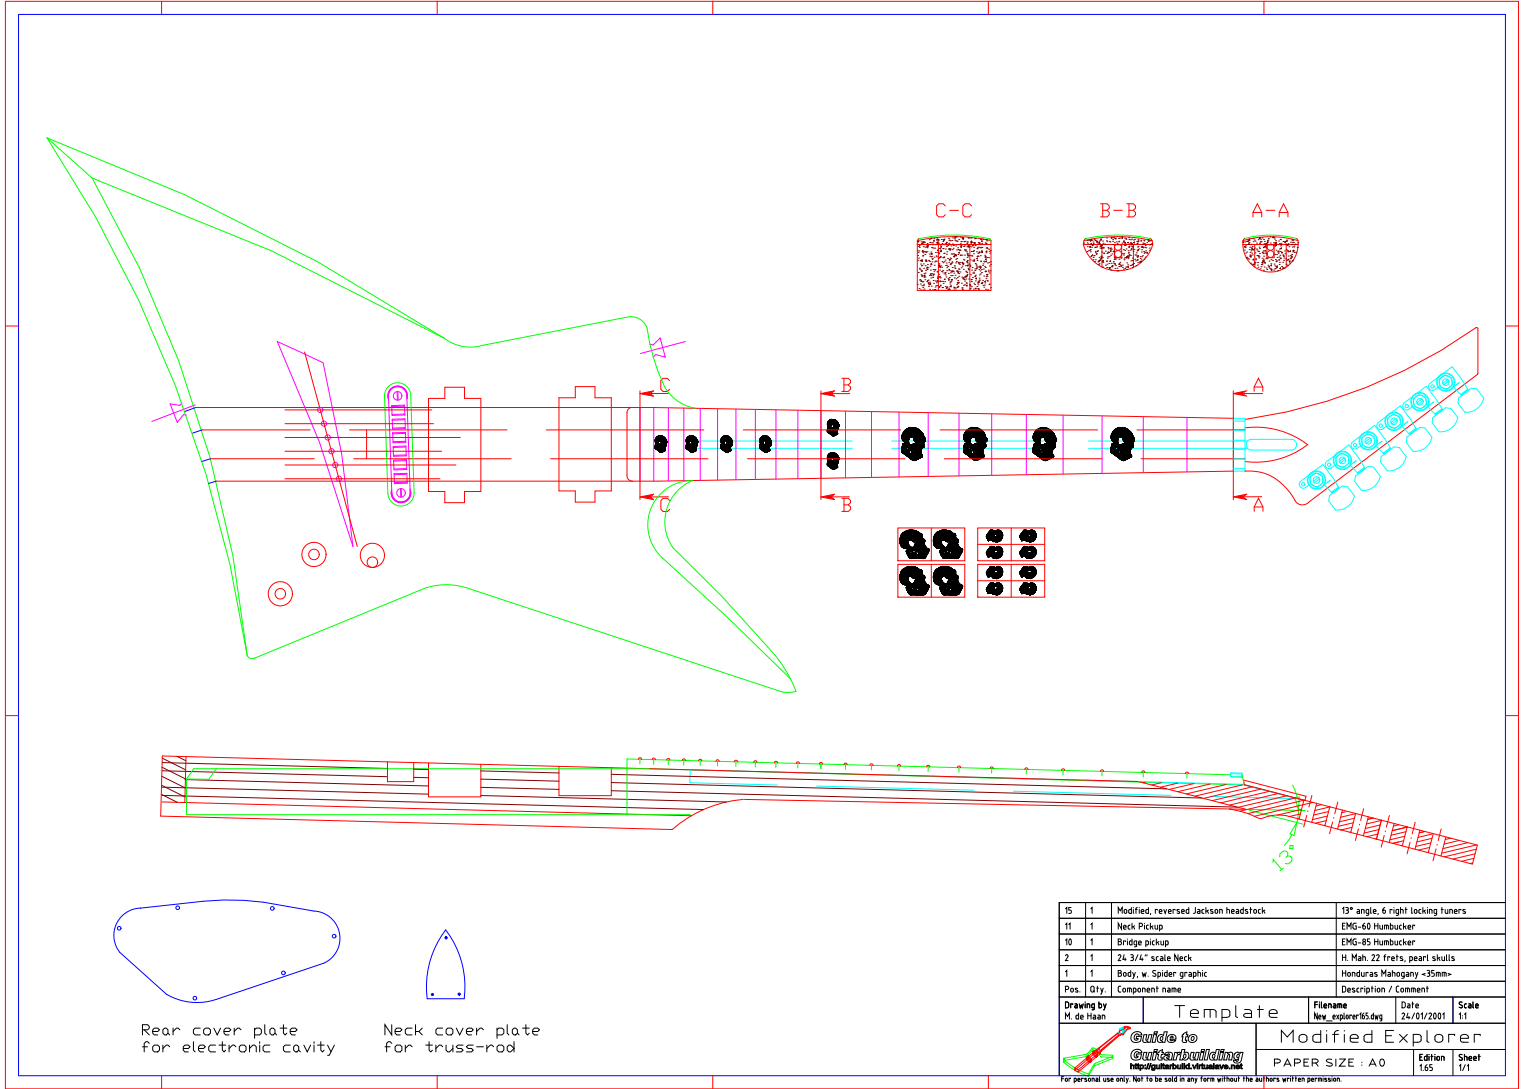 C-C B-B A-A
C B A
C B A
13°
Rear cover plate
for electronic cavity
Neck cover plate
for truss-rod
15 1 Modified, reversed Jackson headstock 13° angle, 6 right locking tuners
11 1 Neck Pickup EMG-60 Humbucker
10 1 Bridge pickup EMG-85 Humbucker
2 1 24 3/4" scale Neck H. Mah. 22 frets, pearl skulls
1 1 Body, w. Spider graphic Honduras Mahogany <35mm>
Pos. Qty. Component name Description / Comment
Drawing by
M. de Haan
Template
Filename
New_explorer165.dwg
Date
24/01/2001
Scale
1:1
Guide to
Guitarbuilding
http://guitarbuild.virtualave.net
Modified Explorer
PAPER SIZE : A0
Edition
1.65
Sheet
1/1
For personal use only. Not to be sold in any form without the authors written permission.